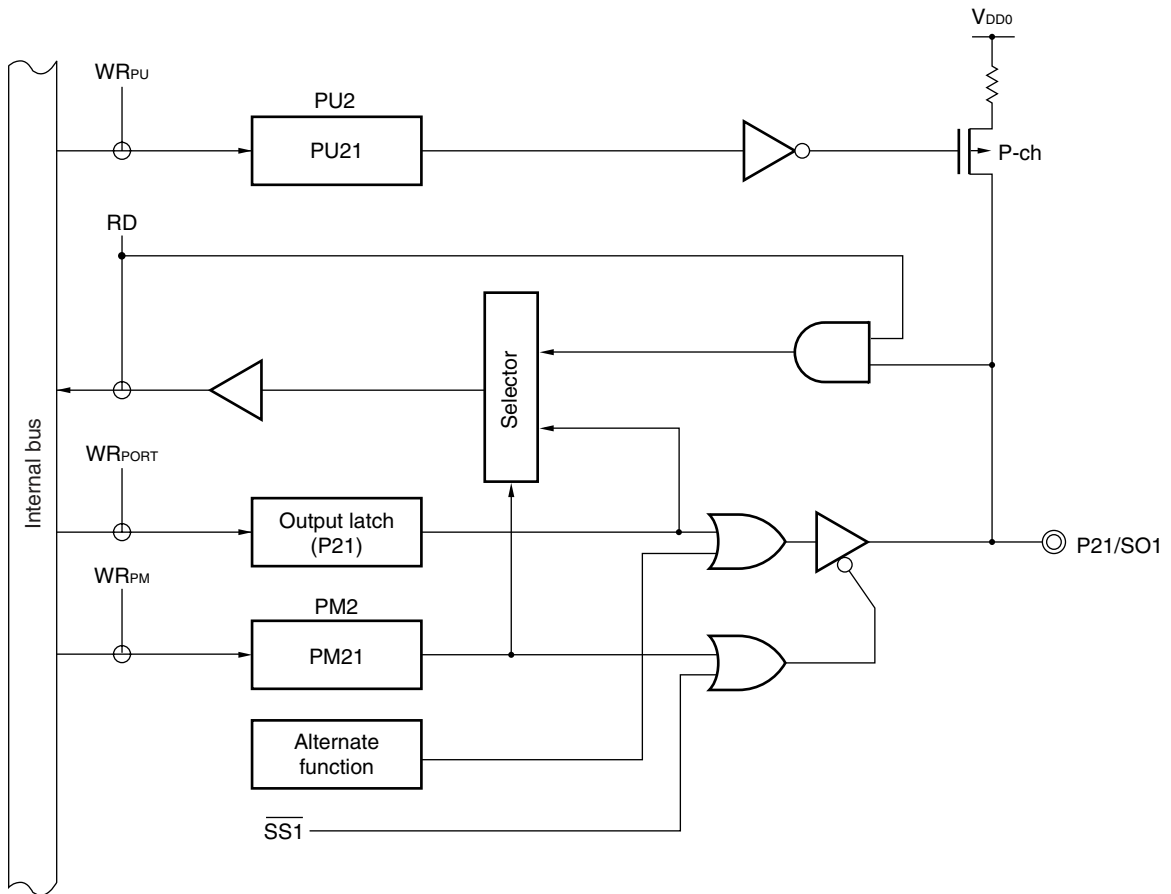 VDD0
WRPU
PU2
PU21
P-ch
RD
Selector
Internal bus
WRPORT
Output latch
(P21)
P21/SO1
WRPM
PM2
PM21
Alternate
function
S̅S̅1̅